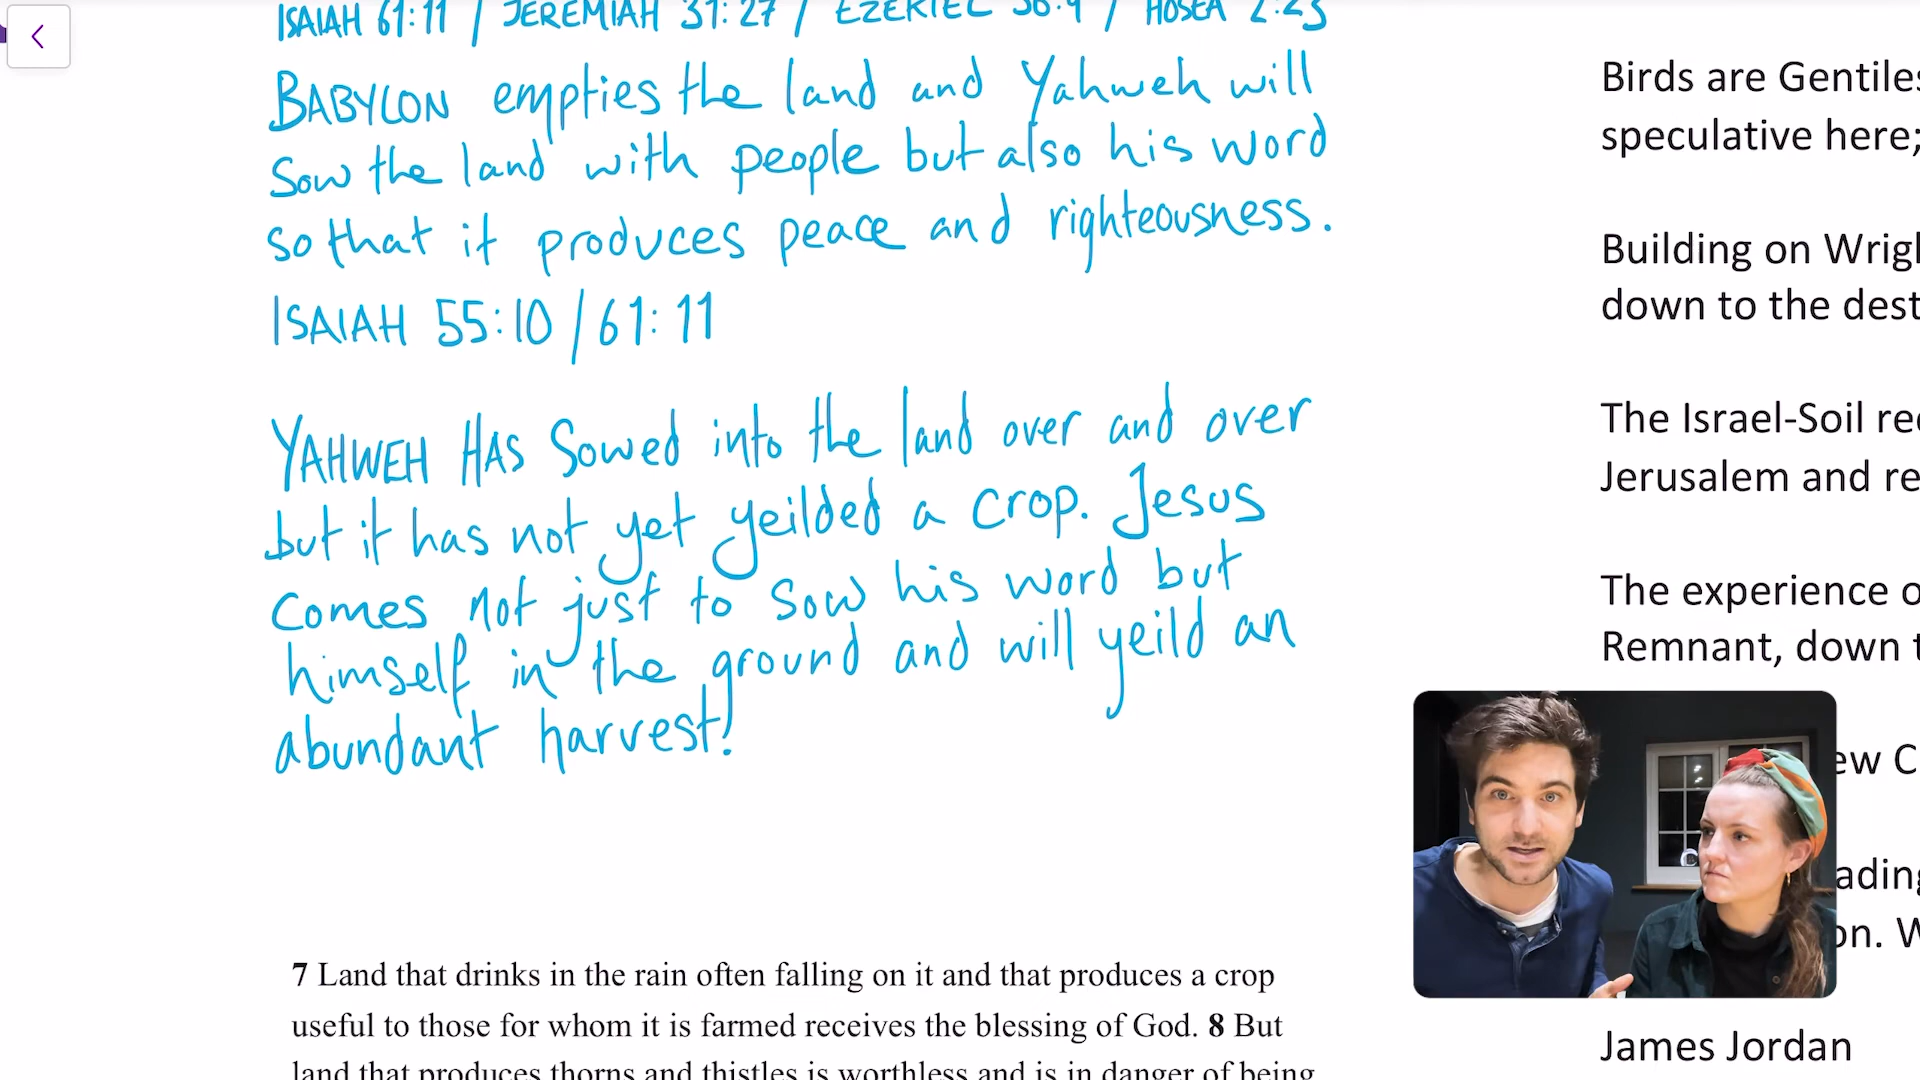 ISAIAH 61:11 / JEREMIAH 31:27 / EZEKIEL 36:9 / HOSEA 2:23
BABYLON empties the land and Yahweh will
sow the land with people but also his word
so that it produces peace and righteousness.
ISAIAH 55:10 / 61:11
YAHWEH HAS Sowed into the land over and over
but it has not yet yeilded a crop. Jesus
comes not just to sow his word but
himself in the ground and will yeild an
abundant harvest!
7 Land that drinks in the rain often falling on it and that produces a crop
useful to those for whom it is farmed receives the blessing of God. 8 But
land that produces thorns and thistles is worthless and is in danger of being
Birds are Gentiles
speculative here;
Building on Wrigh
down to the dest
The Israel-Soil
Jerusalem and re
The experience o
Remnant, down t
ew C
ading
on. W
James Jordan